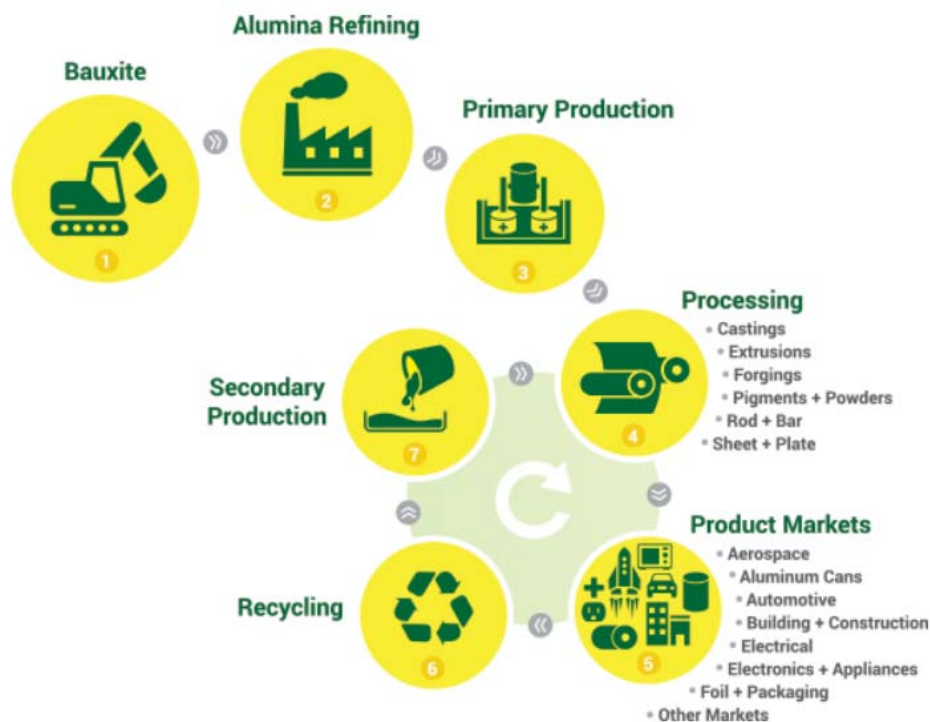 Bauxite
1
Alumina Refining
2
Primary Production
3
Processing
• Castings
• Extrusions
• Forgings
• Pigments + Powders
• Rod + Bar
• Sheet + Plate
4
Product Markets
• Aerospace
• Aluminum Cans
• Automotive
• Building + Construction
• Electrical
• Electronics + Appliances
• Foil + Packaging
• Other Markets
5
Recycling
6
Secondary
Production
7